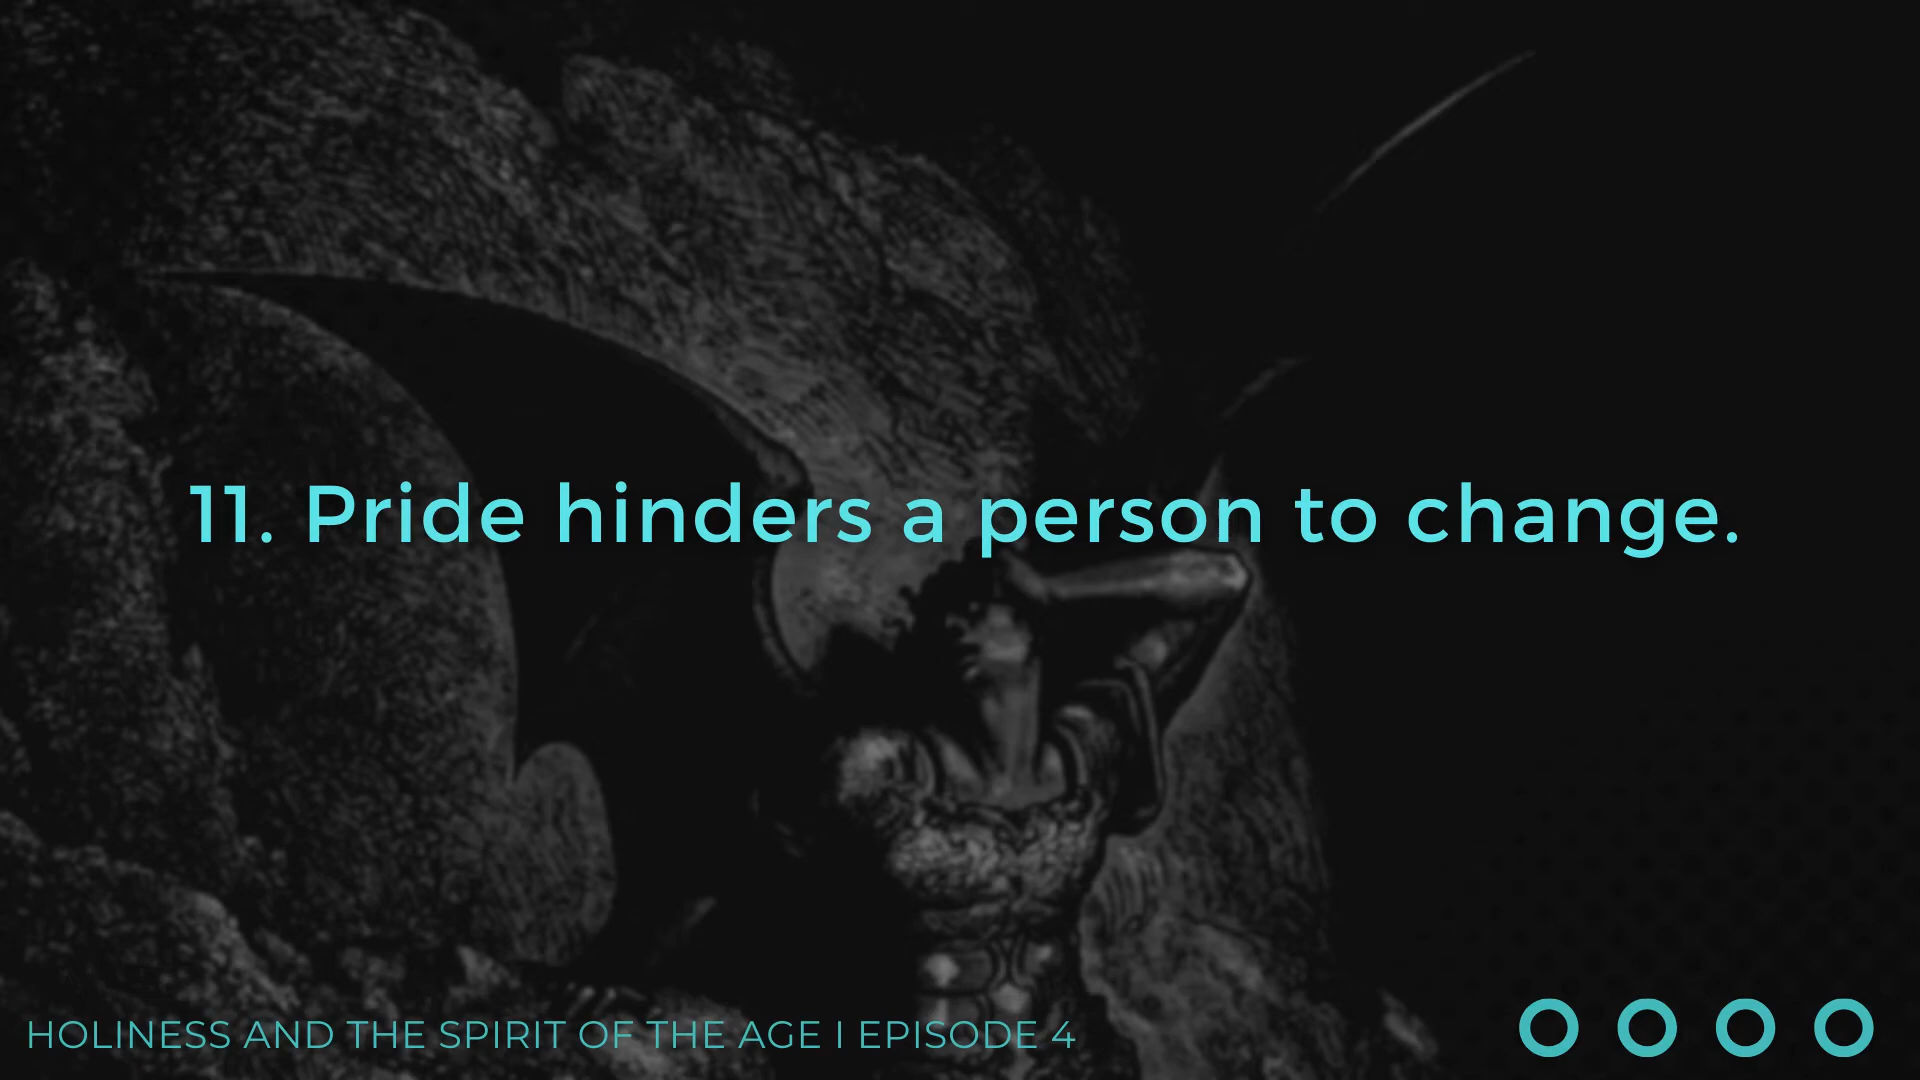 11. Pride hinders a person to change.
HOLINESS AND THE SPIRIT OF THE AGE I EPISODE 4